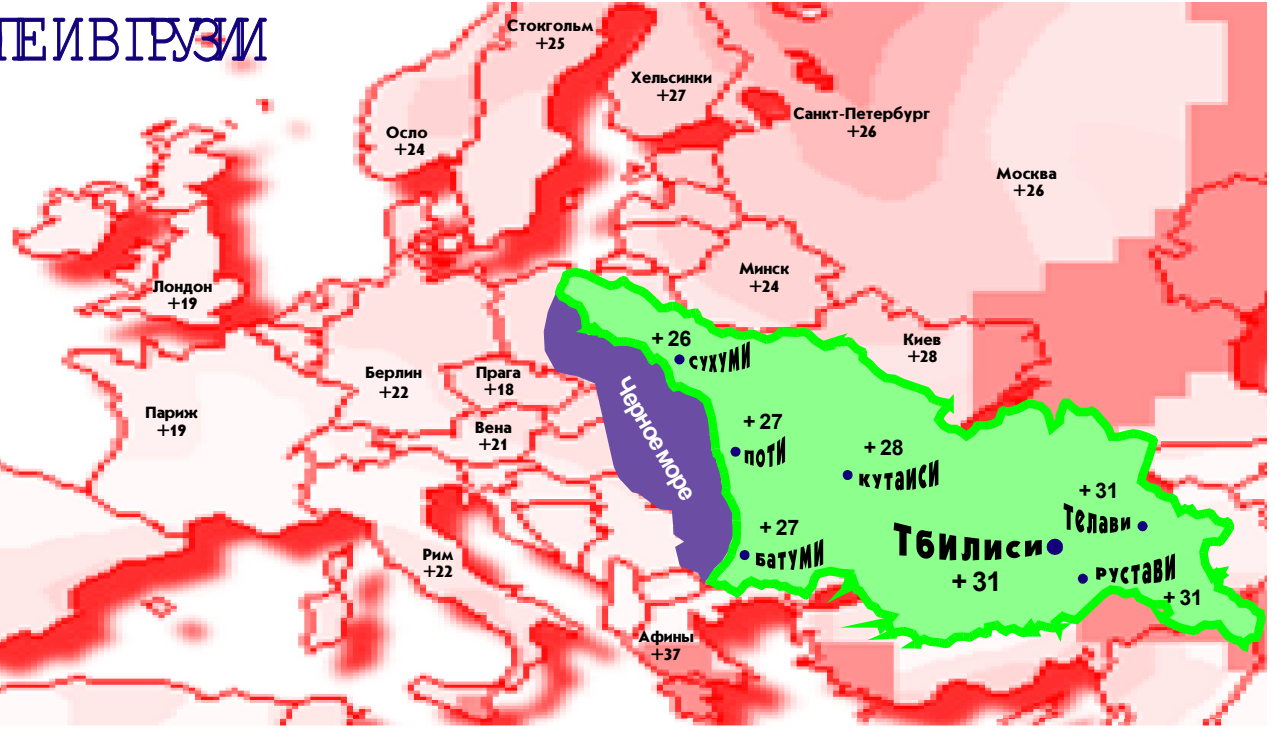 ПЕ И В ГРУЗИИ
Стокгольм
+25
Хельсинки
+27
Санкт-Петербург
+26
Осло
+24
Москва
+26
Лондон
+19
Минск
+24
Киев
+28
Берлин
+22
Прага
+18
Париж
+19
Вена
+21
Рим
+22
Афины
+37
Черное море
+ 26
СУХУМИ
+ 27
ПОТИ
+ 28
КУТАИСИ
+ 27
БАТУМИ
+ 31
Телави
Тбилиси
+ 31
РУСТАВИ
+ 31